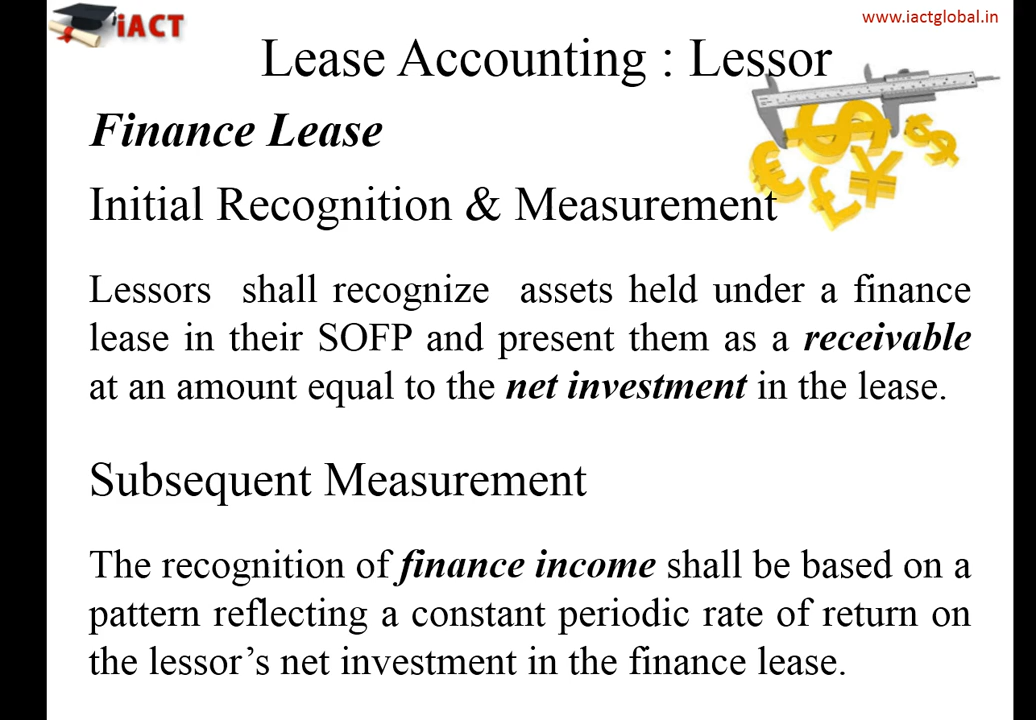 iACT
www.iactglobal.in
Lease Accounting : Lessor
Finance Lease
Initial Recognition & Measurement
Lessors shall recognize assets held under a finance
lease in their SOFP and present them as a receivable
at an amount equal to the net investment in the lease.
Subsequent Measurement
The recognition of finance income shall be based on a
pattern reflecting a constant periodic rate of return on
the lessor’s net investment in the finance lease.